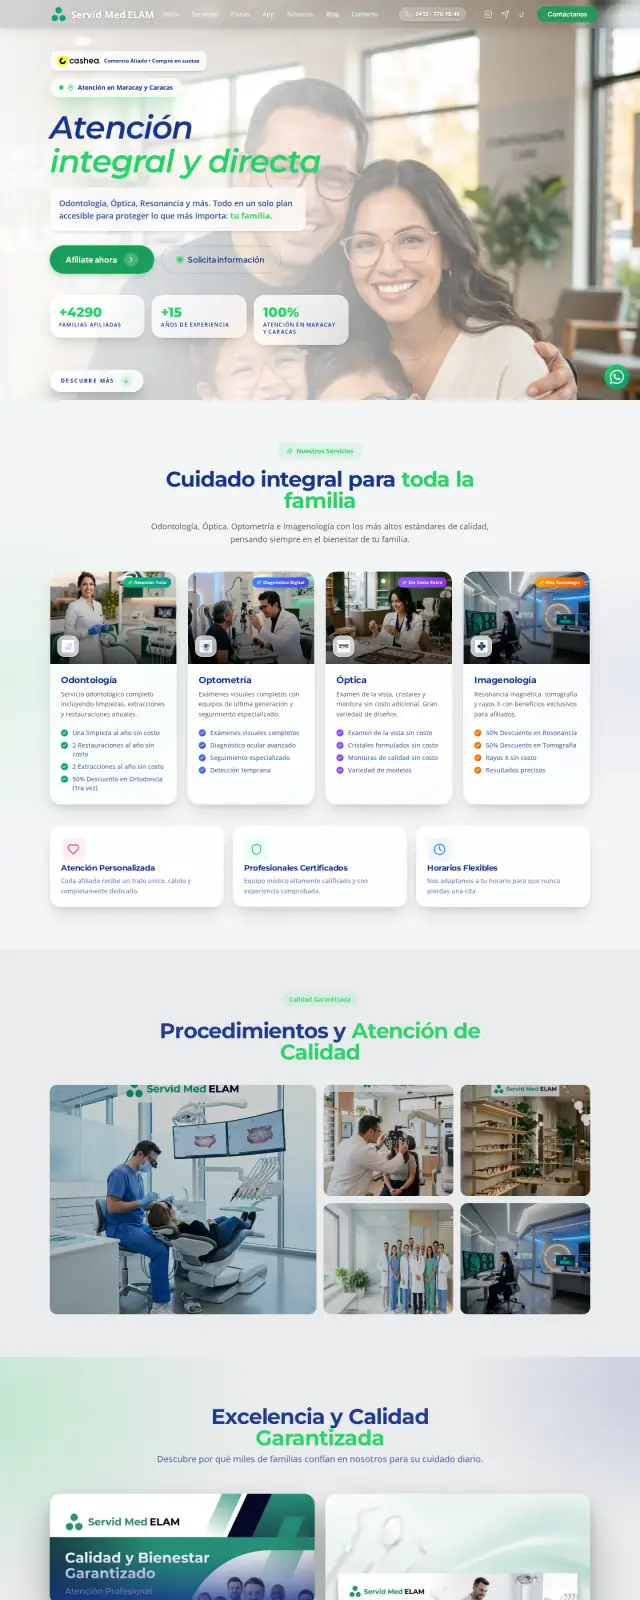 Servid Med ELAM
Inicio Servicios Planes App Nosotros Blog Contacto
0412 - 776.18.40
Contáctanos
cashea. Comercio Aliado • Compra en cuotas
Atención en Maracay y Caracas
Atención
integral y directa
Odontología, Óptica, Resonancia y más. Todo en un solo plan
accesible para proteger lo que más importa: tu familia.
Afíliate ahora
Solicita información
+4290
FAMILIAS AFILIADAS
+15
AÑOS DE EXPERIENCIA
100%
ATENCIÓN EN MARACAY
Y CARACAS
DESCUBRE MÁS
Nuestros Servicios
Cuidado integral para toda la
familia
Odontología, Óptica, Optometría e Imagenología con los más altos estándares de calidad,
pensando siempre en el bienestar de tu familia.
Atención Total
Odontología
Servicio odontológico completo
incluyendo limpiezas, extracciones
y restauraciones anuales.
Una limpieza al año sin costo
2 Restauraciones al año sin
costo
2 Extracciones al año sin costo
50% Descuento en Ortodoncia
(1ra vez)
Diagnóstico Digital
Optometría
Exámenes visuales completos con
equipos de última generación y
seguimiento especializado.
Exámenes visuales completos
Diagnóstico ocular avanzado
Seguimiento especializado
Detección temprana
Sin Costo Extra
Óptica
Examen de la vista, cristales y
montura sin costo adicional. Gran
variedad de diseños.
Examen de la vista sin costo
Cristales formulados sin costo
Monturas de calidad sin costo
Variedad de modelos
Alta Tecnología
Imagenología
Resonancia magnética, tomografía
y rayos X con beneficios exclusivos
para afiliados.
50% Descuento en Resonancia
50% Descuento en Tomografía
Rayos X sin costo
Resultados precisos
Atención Personalizada
Cada afiliado recibe un trato único, cálido y
completamente dedicado.
Profesionales Certificados
Equipo médico altamente calificado y con
experiencia comprobada.
Horarios Flexibles
Nos adaptamos a tu horario para que nunca
pierdas una cita.
Calidad Garantizada
Procedimientos y Atención de
Calidad
Servid Med ELAM
Servid Med ELAM
Excelencia y Calidad
Garantizada
Descubre por qué miles de familias confían en nosotros para su cuidado diario.
Servid Med ELAM
Calidad y Bienestar
Garantizado
Atención Profesional
Servid Med ELAM